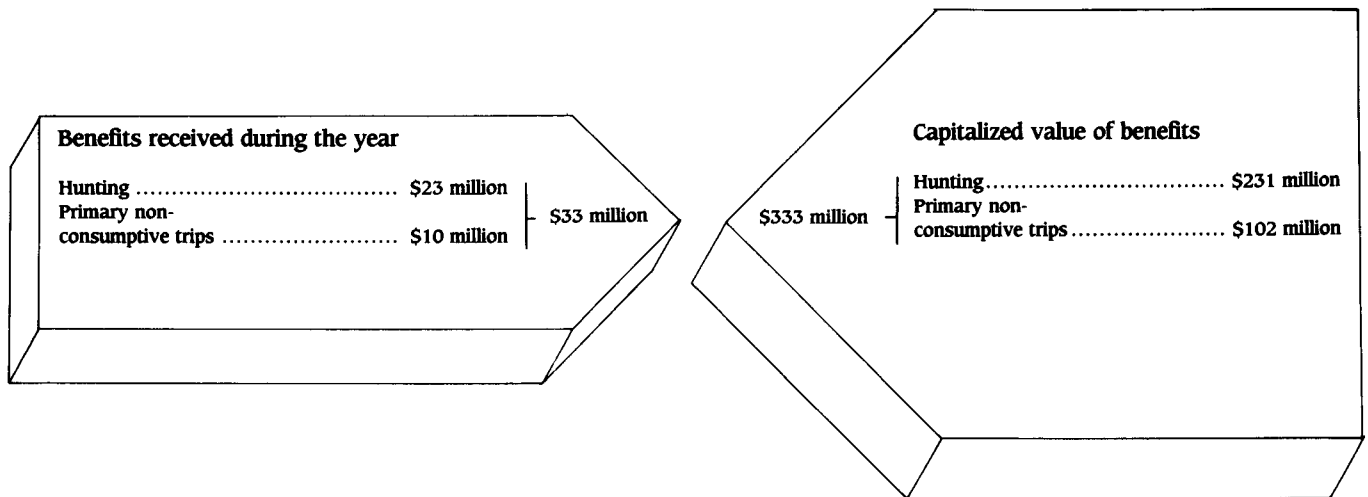 Benefits received during the year
Hunting .................................... $23 million
Primary non-
consumptive trips ........................ $10 million
$33 million
Capitalized value of benefits
$333 million
Hunting................................. $231 million
Primary non-
consumptive trips...................... $102 million